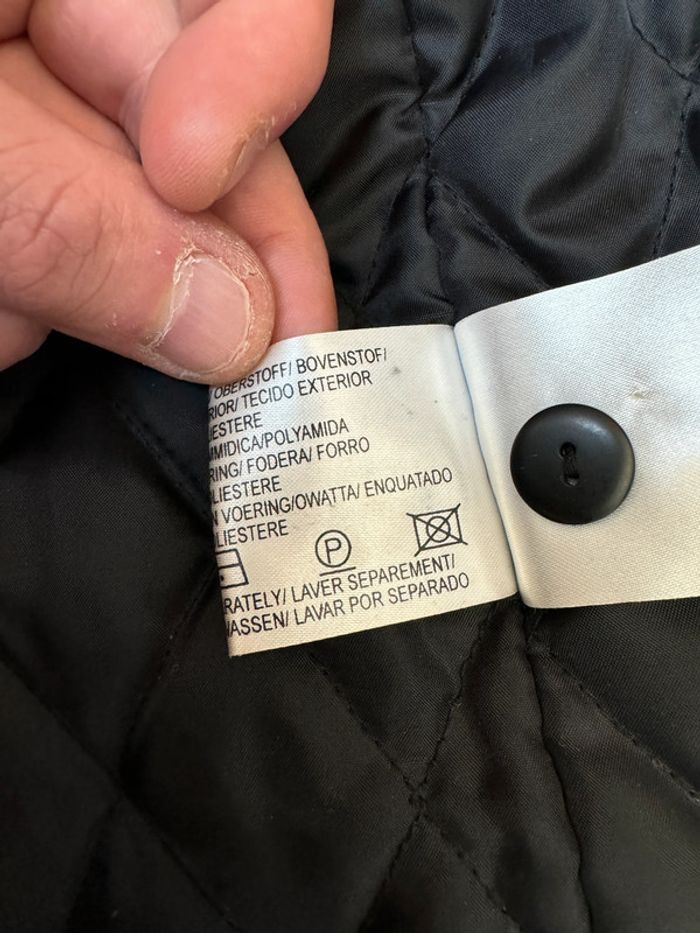 OBERSTOFF/ BOVENSTOF/
RIOR/ TECIDO EXTERIOR
IESTERE
MIDICA/POLYAMIDA
RING/ FODERA/ FORRO
LIESTERE
N VOERING/OWATTA/ ENQUATADO
LIESTERE
P
RATELY/ LAVER SEPAREMENT/
WASSEN/ LAVAR POR SEPARADO